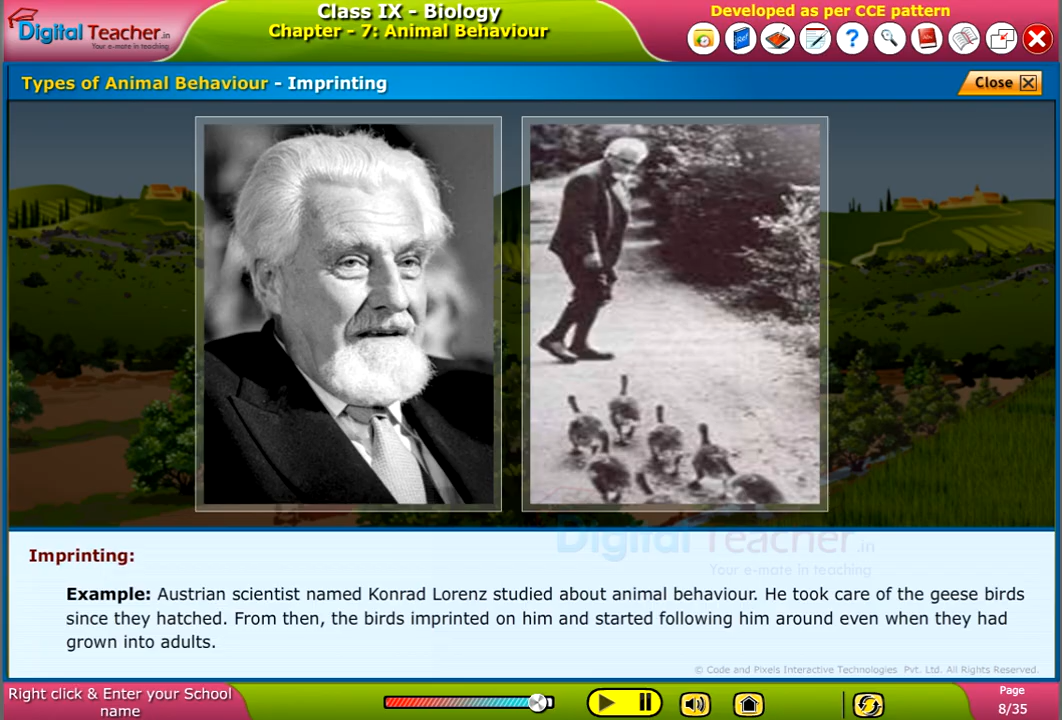 Class IX - Biology
Chapter - 7: Animal Behaviour
Developed as per CCE pattern
Digital Teacher.in
Your e-mate in teaching
Ref
?
Types of Animal Behaviour - Imprinting
Close
Digital Teacher.in
Your e-mate in teaching
Imprinting:
Example: Austrian scientist named Konrad Lorenz studied about animal behaviour. He took care of the geese birds
since they hatched. From then, the birds imprinted on him and started following him around even when they had
grown into adults.
© Code and Pixels Interactive Technologies Pvt. Ltd. All Rights Reserved.
Right click & Enter your School
name
Page
8/35